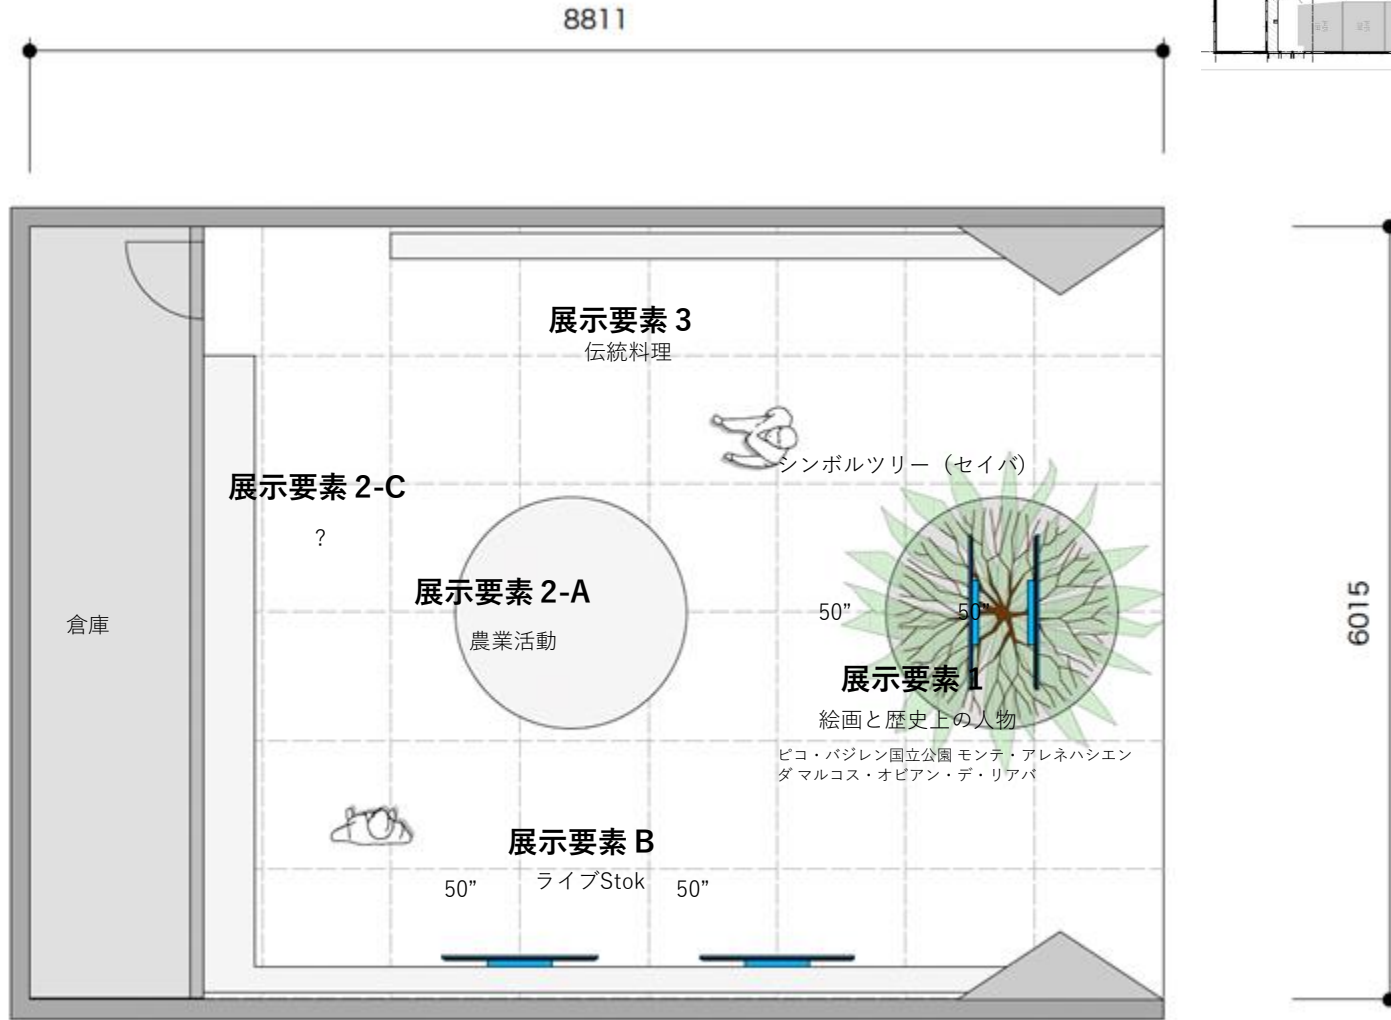 8811
展示要素 3
伝統料理
シンボルツリー（セイバ）
展示要素 2-C
?
展示要素 2-A
農業活動
50”
50”
倉庫
6015
展示要素 1
絵画と歴史上の人物
ピコ・バジレン国立公園 モンテ・アレネハシエン
ダ マルコス・オビアン・デ・リアバ
展示要素 B
ライブStok
50”
50”